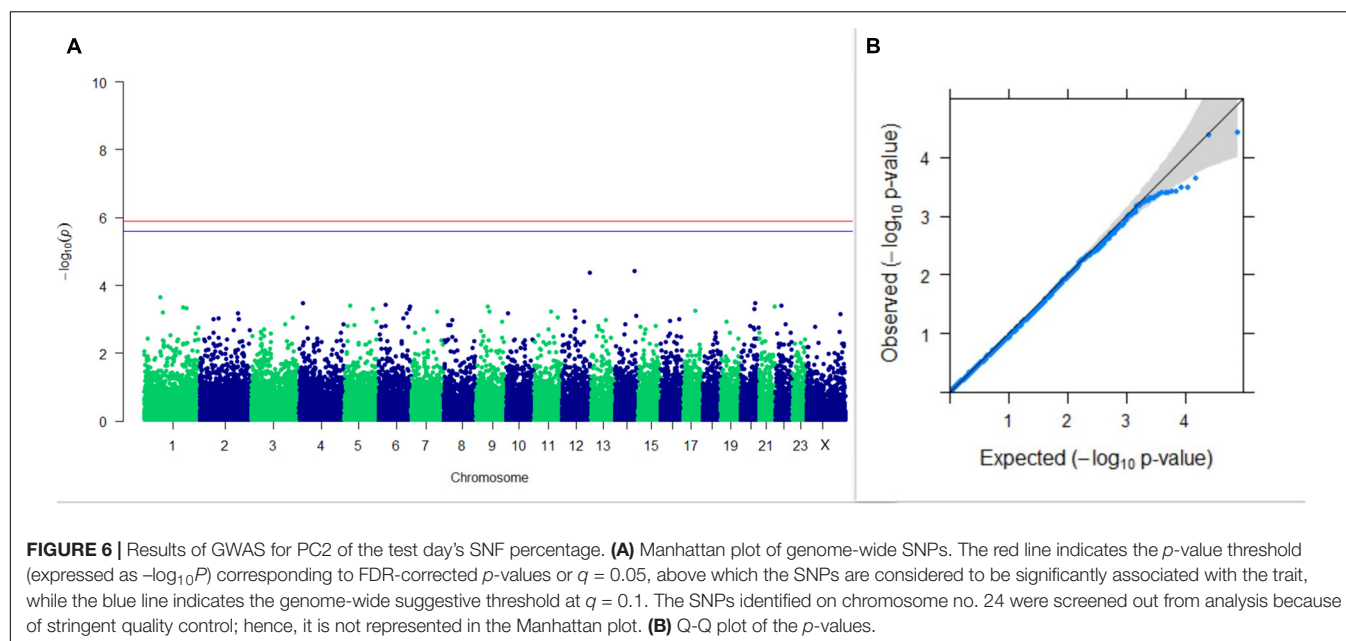 A
10
8
6
4
2
0
−log10(p)
1 2 3 4 5 6 7 8 9 10 11 12 13 15 17 19 21 23 X
Chromosome
B
Observed (−log10 p-value)
4
3
2
1
1 2 3 4
Expected (−log10 p-value)
FIGURE 6 | Results of GWAS for PC2 of the test day's SNF percentage. (A) Manhattan plot of genome-wide SNPs. The red line indicates the p-value threshold
(expressed as –log10P) corresponding to FDR-corrected p-values or q = 0.05, above which the SNPs are considered to be significantly associated with the trait,
while the blue line indicates the genome-wide suggestive threshold at q = 0.1. The SNPs identified on chromosome no. 24 were screened out from analysis because
of stringent quality control; hence, it is not represented in the Manhattan plot. (B) Q-Q plot of the p-values.